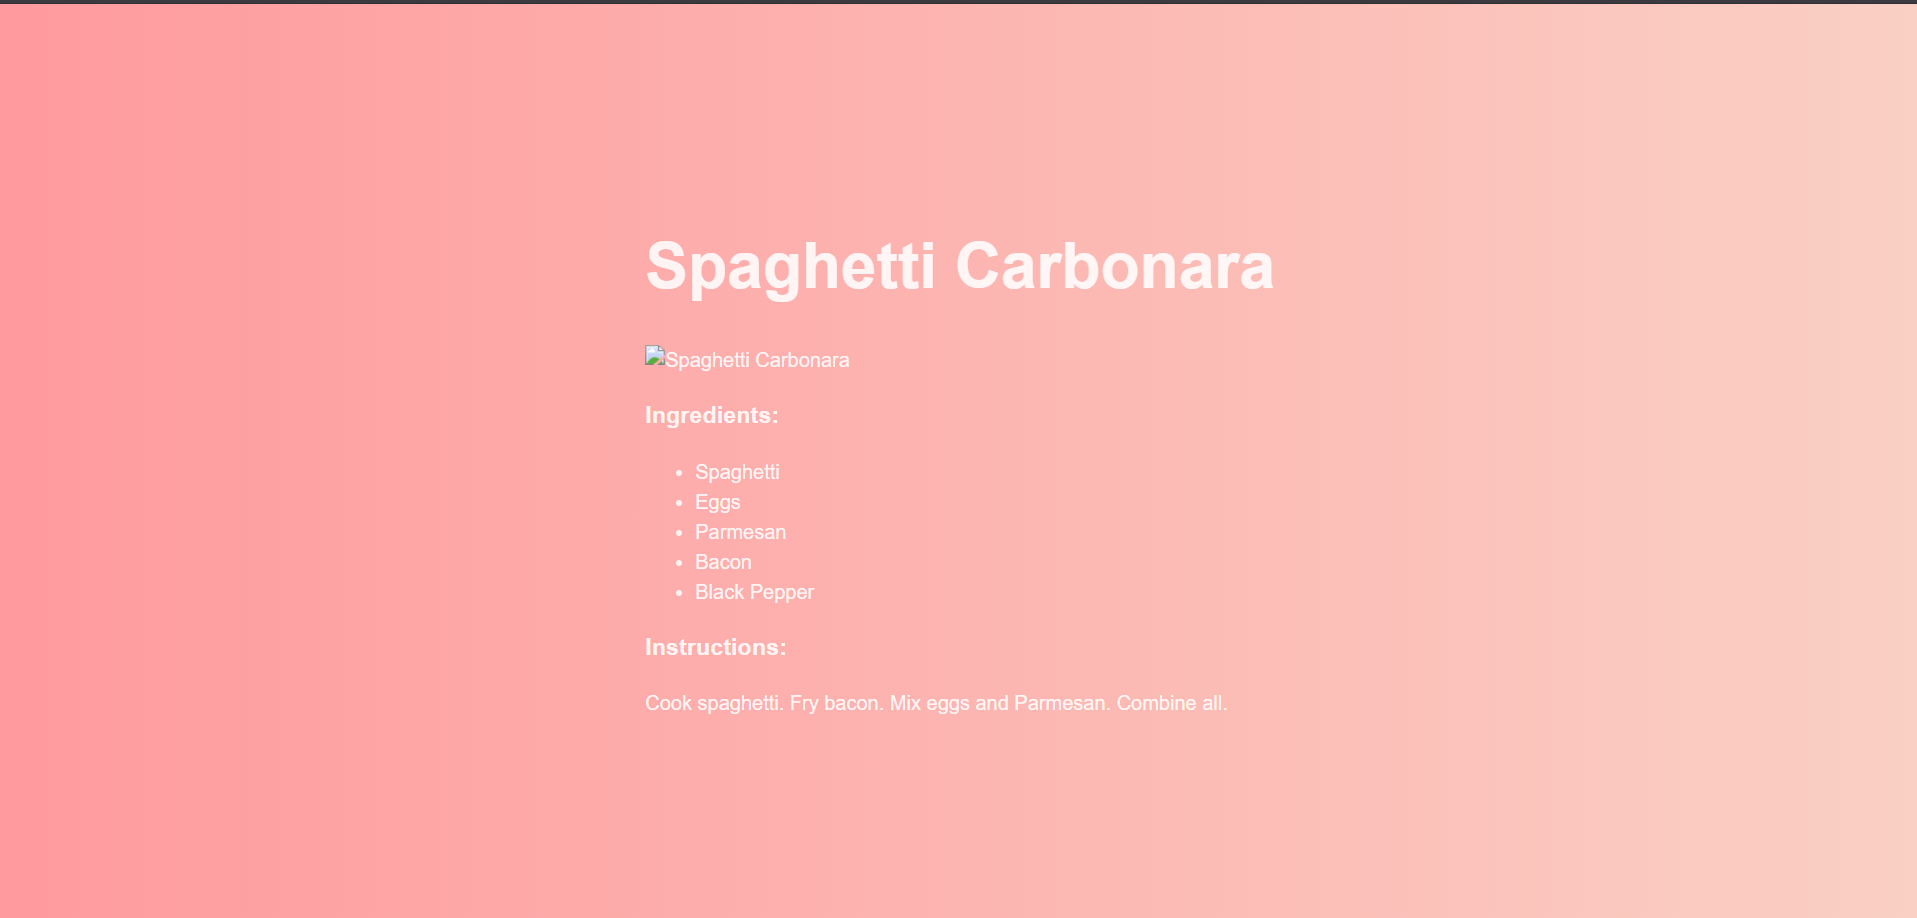 Spaghetti Carbonara
Spaghetti Carbonara
Ingredients:
• Spaghetti
• Eggs
• Parmesan
• Bacon
• Black Pepper
Instructions:
Cook spaghetti. Fry bacon. Mix eggs and Parmesan. Combine all.